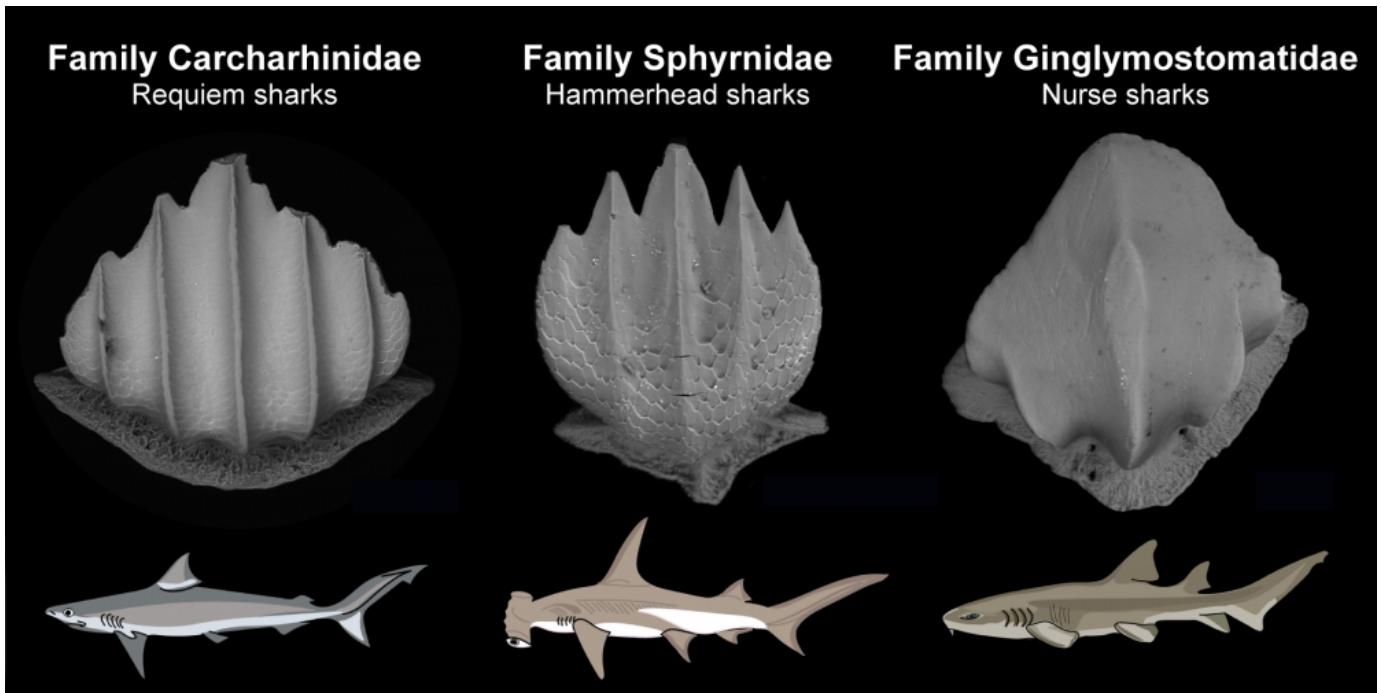 Family Carcharhinidae
Requiem sharks
Family Sphyrnidae
Hammerhead sharks
Family Ginglymostomatidae
Nurse sharks